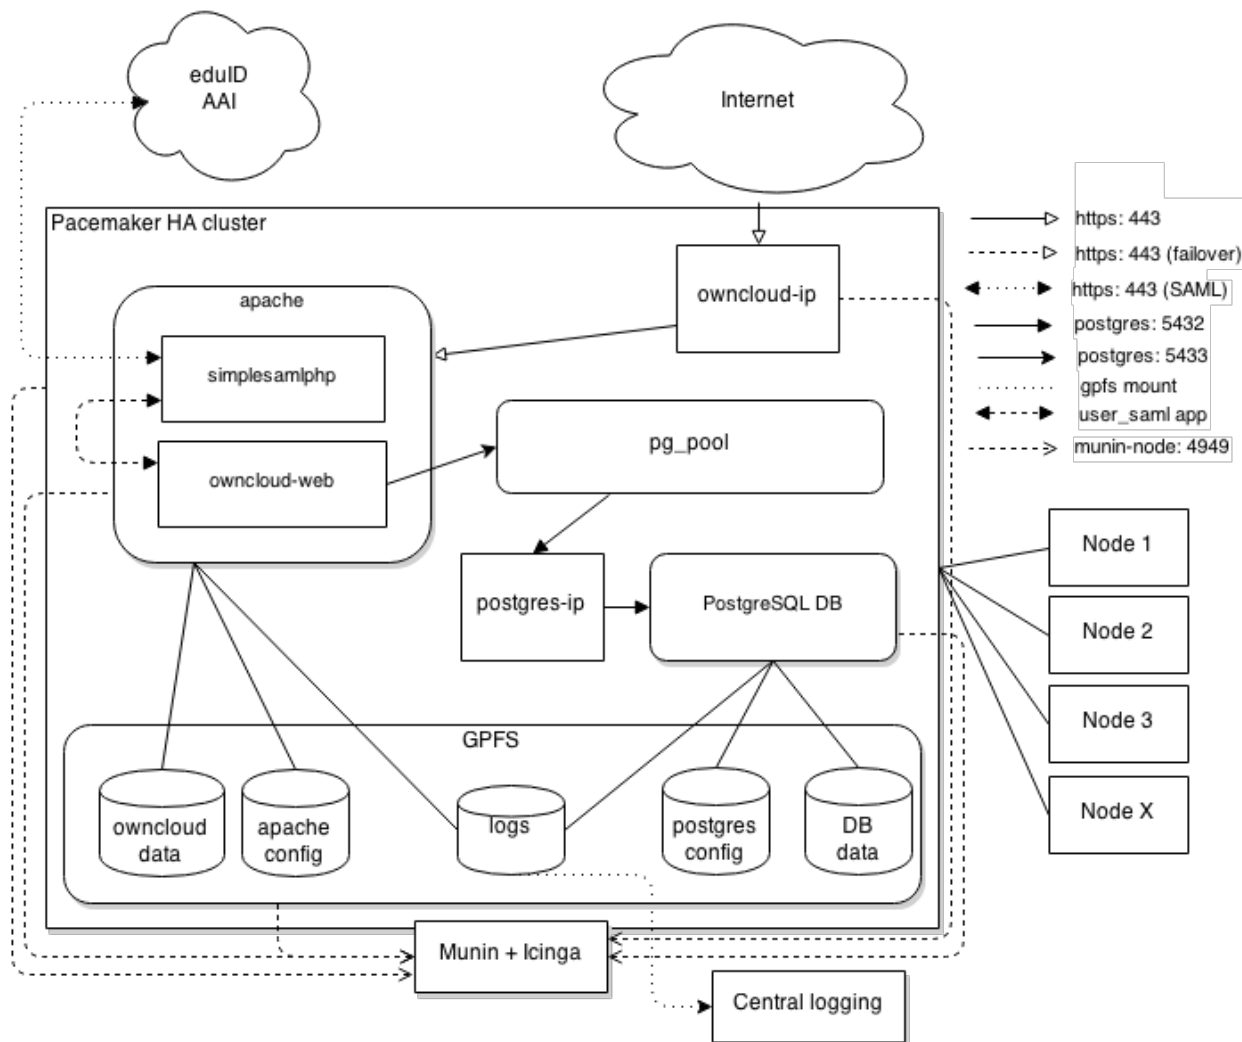 eduID
AAI
Internet
Pacemaker HA cluster
apache
owncloud-ip
simplesamlphp
owncloud-web
pg_pool
postgres-ip
PostgreSQL DB
GPFS
owncloud
data
apache
config
logs
postgres
config
DB
data
Munin + Icinga
Central logging
https: 443
https: 443 (failover)
https: 443 (SAML)
postgres: 5432
postgres: 5433
gpfs mount
user_saml app
munin-node: 4949
Node 1
Node 2
Node 3
Node X